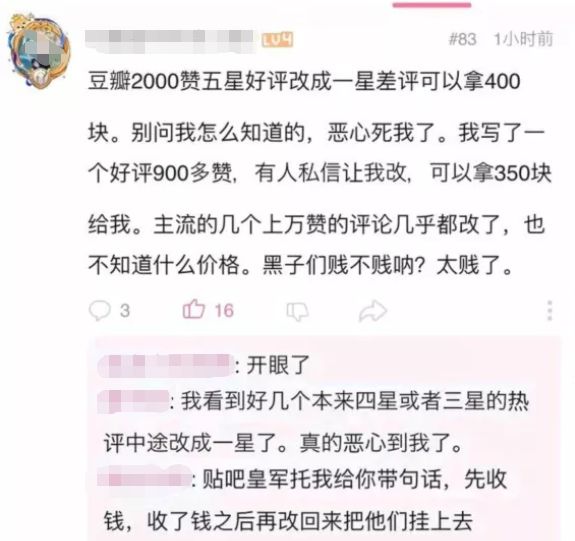 LV4
#83 1小时前
豆瓣2000赞五星好评改成一星差评可以拿400
块。别问我怎么知道的，恶心死我了。我写了一
个好评900多赞，有人私信让我改，可以拿350块
给我。主流的几个上万赞的评论几乎都改了，也
不知道什么价格。黑子们贱不贱呐？太贱了。
3 16
: 开眼了
: 我看到好几个本来四星或者三星的热
评中途改成一星了。真的恶心到我了。
: 贴吧皇军托我给你带句话，先收
钱，收了钱之后再改回来把他们挂上去